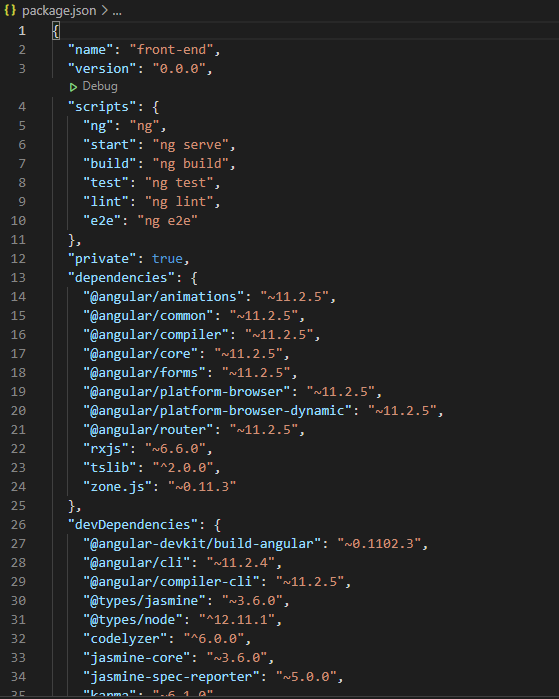 {} package.json > ...
1 {
2 "name": "front-end",
3 "version": "0.0.0",
Debug
4 "scripts": {
5 "ng": "ng",
6 "start": "ng serve",
7 "build": "ng build",
8 "test": "ng test",
9 "lint": "ng lint",
10 "e2e": "ng e2e"
11 },
12 "private": true,
13 "dependencies": {
14 "@angular/animations": "~11.2.5",
15 "@angular/common": "~11.2.5",
16 "@angular/compiler": "~11.2.5",
17 "@angular/core": "~11.2.5",
18 "@angular/forms": "~11.2.5",
19 "@angular/platform-browser": "~11.2.5",
20 "@angular/platform-browser-dynamic": "~11.2.5",
21 "@angular/router": "~11.2.5",
22 "rxjs": "~6.6.0",
23 "tslib": "^2.0.0",
24 "zone.js": "~0.11.3"
25 },
26 "devDependencies": {
27 "@angular-devkit/build-angular": "~0.1102.3",
28 "@angular/cli": "~11.2.4",
29 "@angular/compiler-cli": "~11.2.5",
30 "@types/jasmine": "~3.6.0",
31 "@types/node": "^12.11.1",
32 "codelyzer": "^6.0.0",
33 "jasmine-core": "~3.6.0",
34 "jasmine-spec-reporter": "~5.0.0",
35 "karma": "~6.1.0"